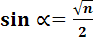 sin ∝= √n/2